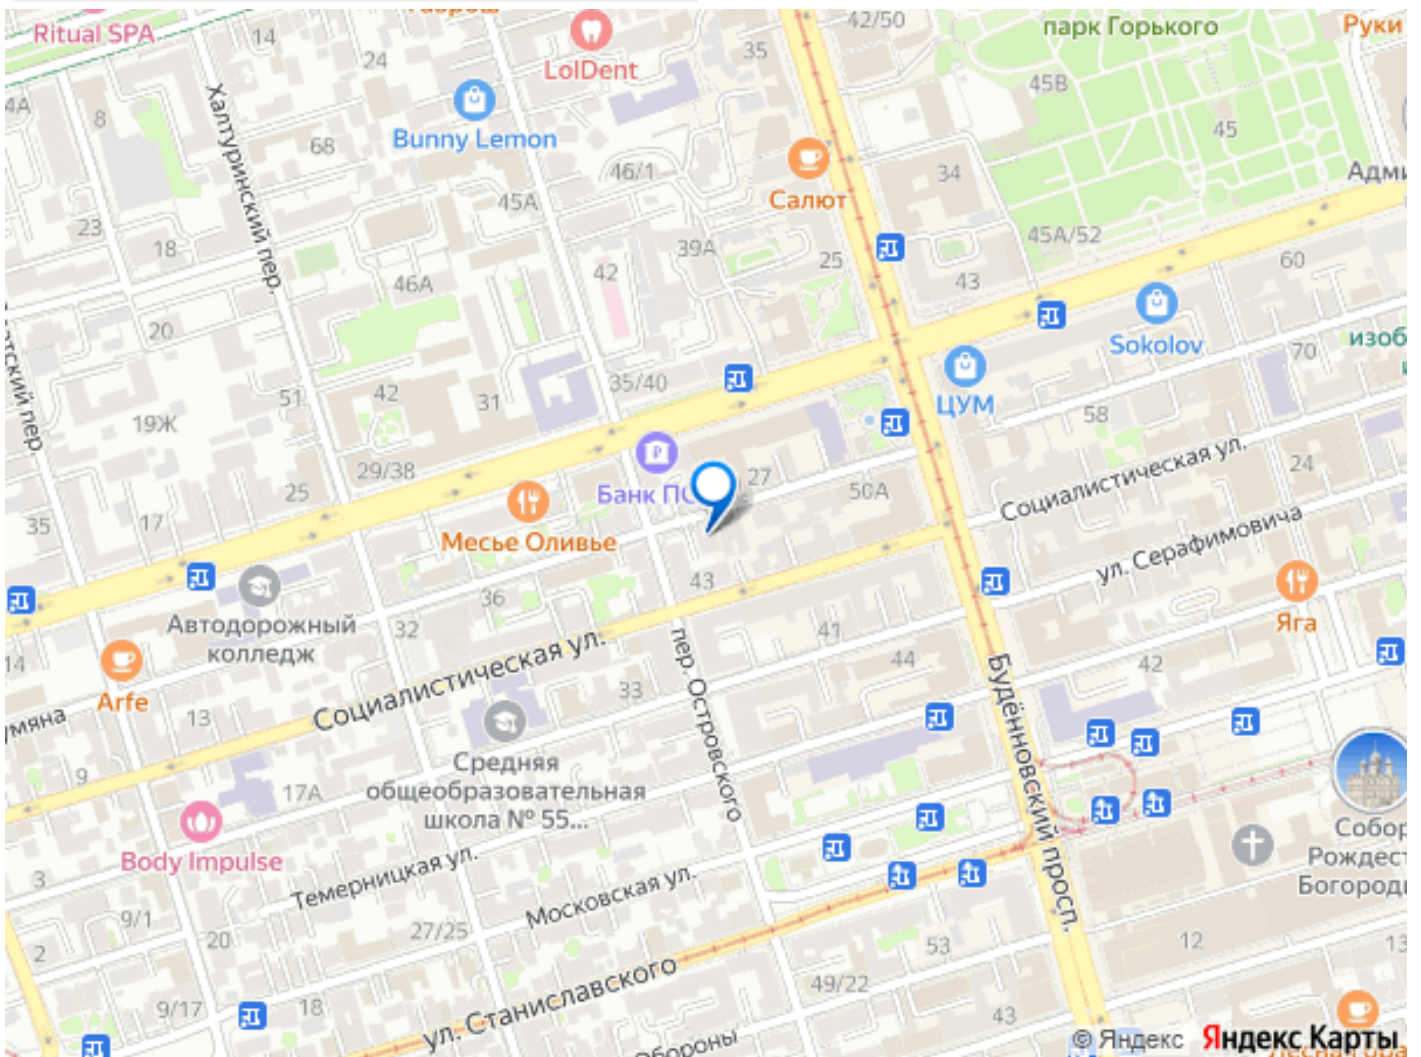 Ritual SPA
14
24
LolDent
35
42/50
парк Горького
Руки
4А
8
Халтуринский пер.
68
Bunny Lemon
45В
45
46/1
Салют
34
Адми
45А
23
18
39А
25
45А/52
60
42
46А
43
20
Sokolov
изоб
70
35/40
ЦУМ
42
31
51
19Ж
58
Социалистическая ул.
29/38
Банк П
27
50А
24
25
35
17
Месье Оливье
ул. Серафимовича
43
36
Автодорожный
колледж
32
41
Яга
14
Arfe
Социалистическая ул.
33
пер. Островского
44
42
Будённовский просп.
13
Средняя
общеобразовательная
школа № 55...
9
17А
Body Impulse
Собор
Рождест
Богороди
Темерницкая ул.
Московская ул.
3
9/1
20
27/25
2
53
12
13
49/22
ул. Станиславского
9/17
18
43
Обороны
© Яндекс Яндекс Карты